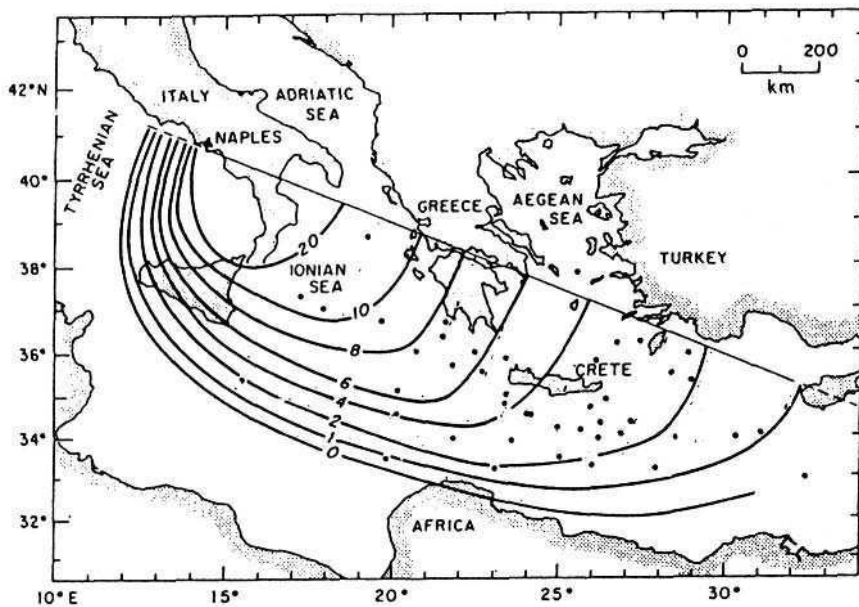 0 200
km
42°N
40°
38°
36°
34°
32°
ITALY
ADRIATIC
SEA
NAPLES
TYRRHENIAN
SEA
GREECE
AEGEAN
SEA
TURKEY
IONIAN
SEA
CRETE
AFRICA
20
10
8
6
4
2
1
0
10°E 15° 20° 25° 30°